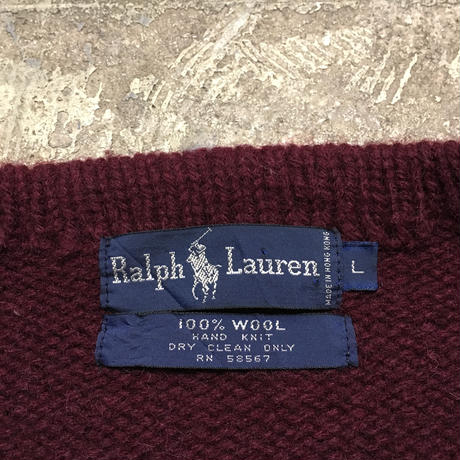 Ralph Lauren
MADE IN HONG KONG
L
100% WOOL
HAND KNIT
DRY CLEAN ONLY
RN 58567